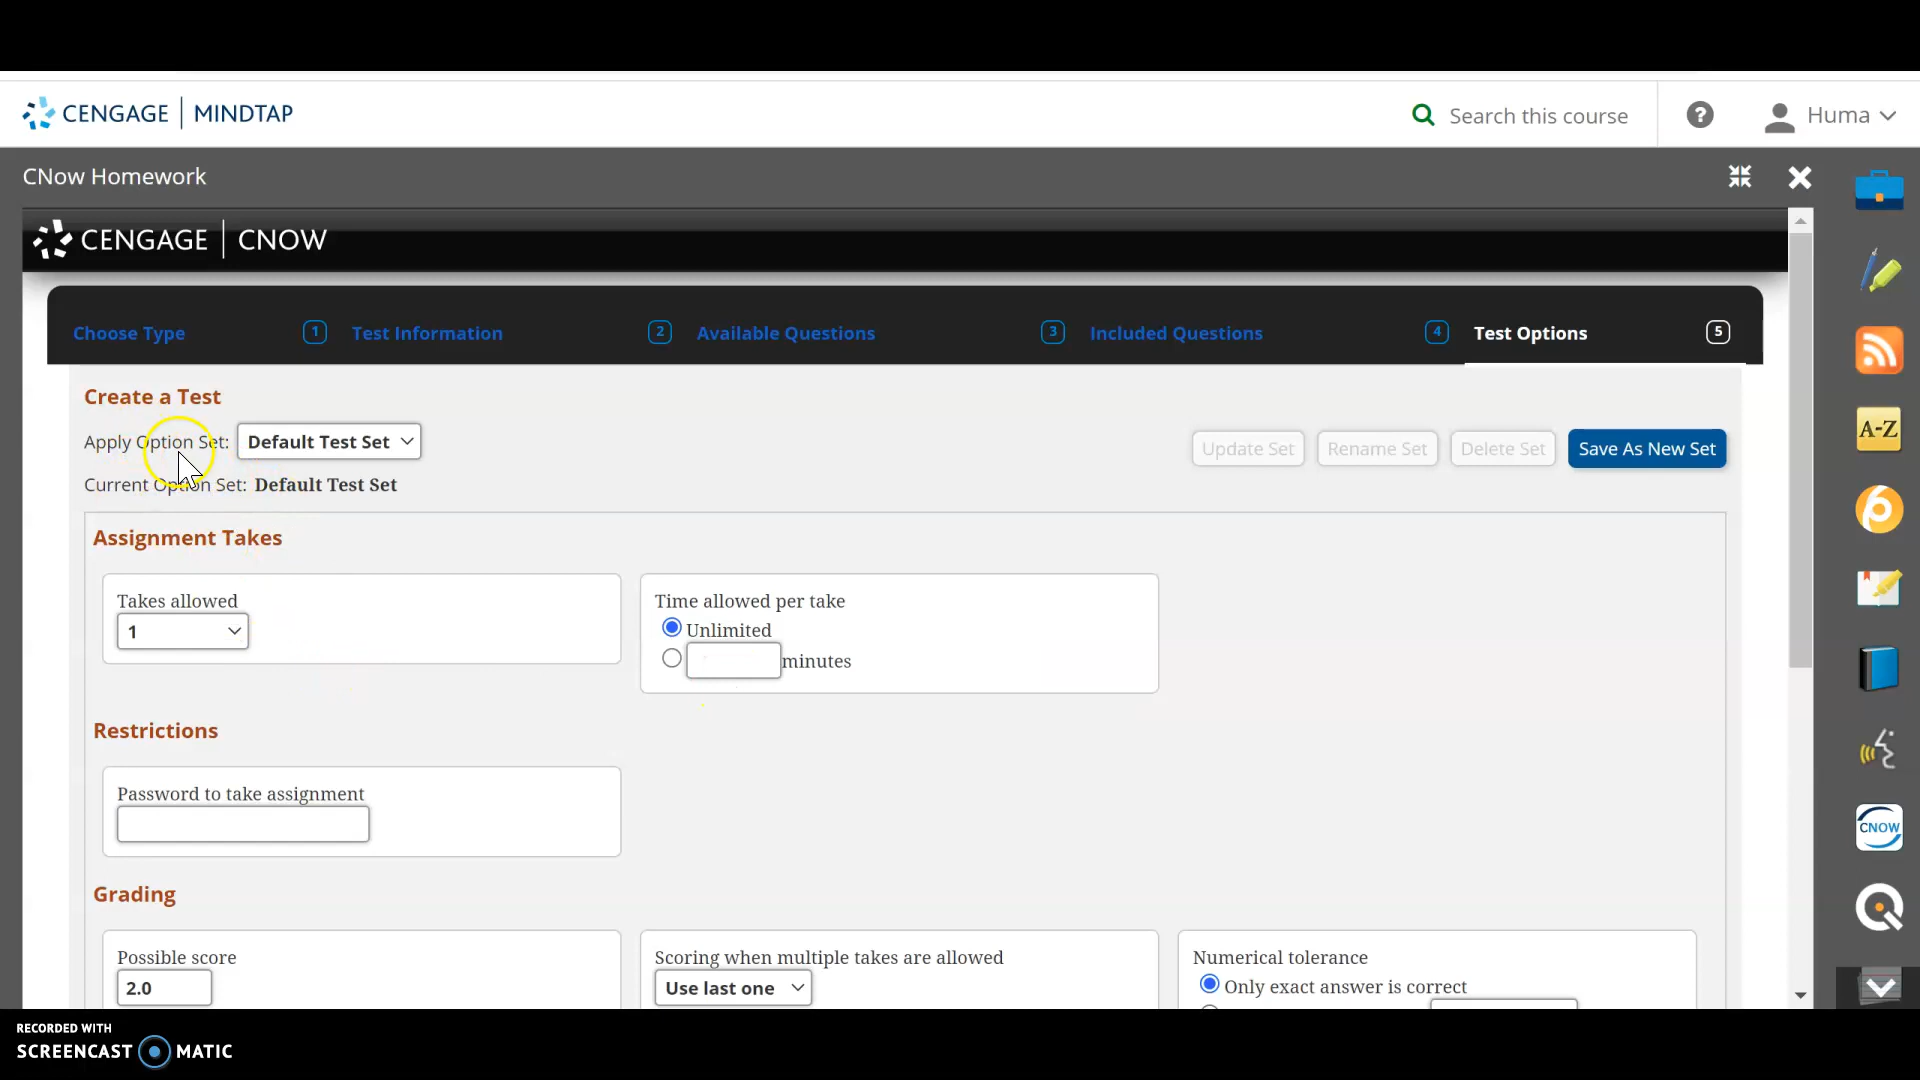 CENGAGE | MINDTAP
Search this course
?
Huma
CNow Homework
CENGAGE | CNOW
Choose Type 1
Test Information 2
Available Questions 3
Included Questions 4
Test Options 5
Create a Test
Apply Option Set: Default Test Set
Update Set
Rename Set
Delete Set
Save As New Set
Current Option Set: Default Test Set
Assignment Takes
Takes allowed
1
Time allowed per take
Unlimited
minutes
Restrictions
Password to take assignment
Grading
Possible score
2.0
Scoring when multiple takes are allowed
Use last one
Numerical tolerance
Only exact answer is correct
A-Z
CNOW
RECORDED WITH
SCREENCAST MATIC